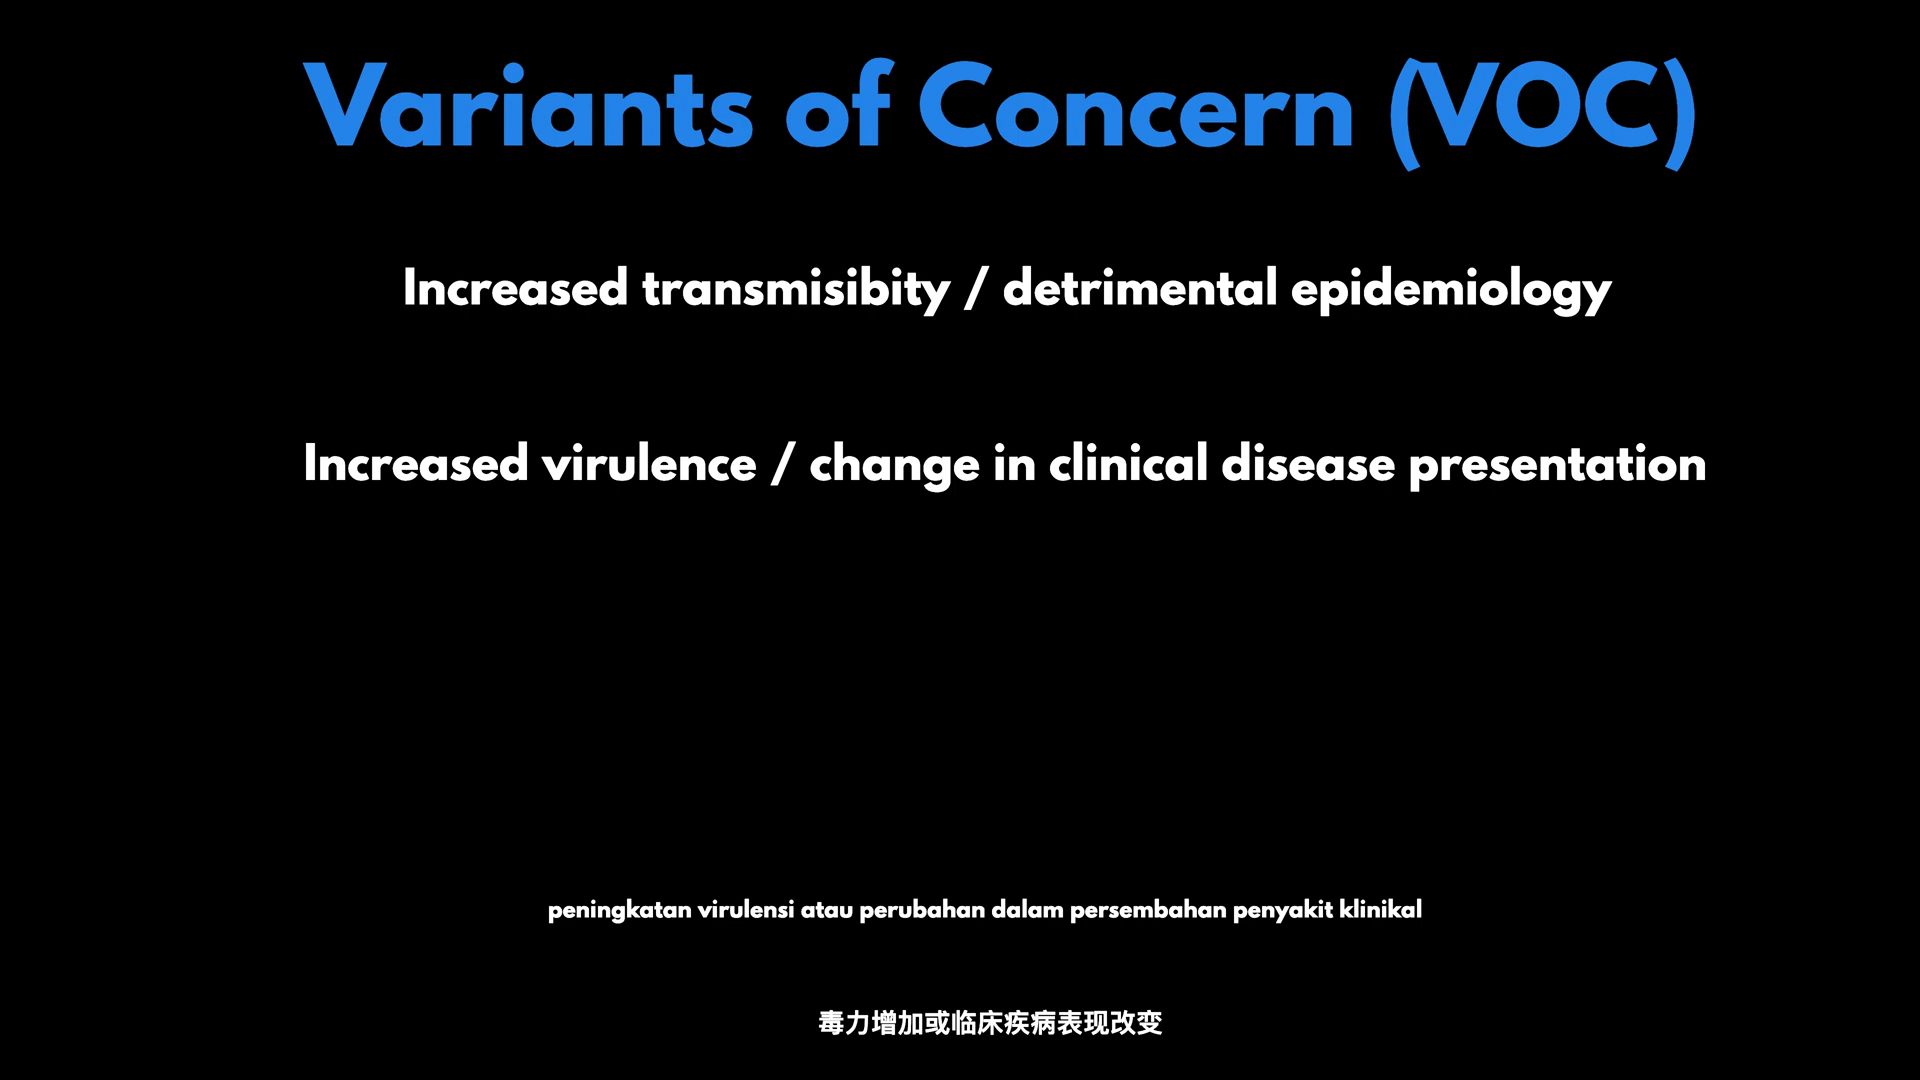 Variants of Concern (VOC)
Increased transmisibity / detrimental epidemiology
Increased virulence / change in clinical disease presentation
peningkatan virulensi atau perubahan dalam persembahan penyakit klinikal
毒力增加或临床疾病表现改变